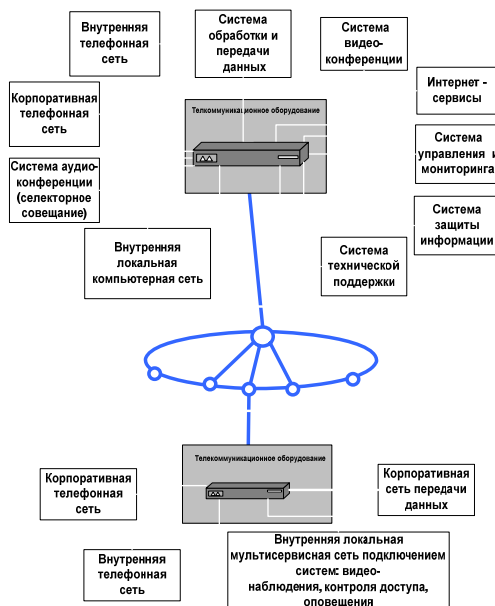 Внутренняя
телефонная
сеть
Система
обработки и
передачи
данных
Система
видео-
конференции
Интернет -
сервисы
Корпоративная
телефонная
сеть
Телкоммуникационное оборудование
Система
управления и
мониторинга
Система аудио-
конференции
(селекторное
совещание)
Система
защиты
информации
Внутренняя
локальная
компьютерная сеть
Система
технической
поддержки
Телекоммуникационное оборудование
Корпоративная
телефонная
сеть
Корпоративная
сеть передачи
данных
Внутренняя
телефонная
сеть
Внутренняя локальная
мультисервисная сеть подключением
систем: видео-
наблюдения, контроля доступа,
оповещения